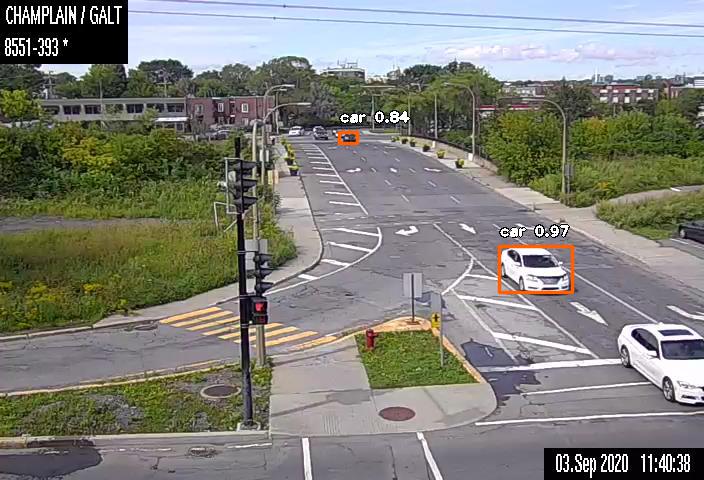 CHAMPLAIN / GALT
8551-393 *
car 0.84
car 0.97
03.Sep 2020 11:40:38